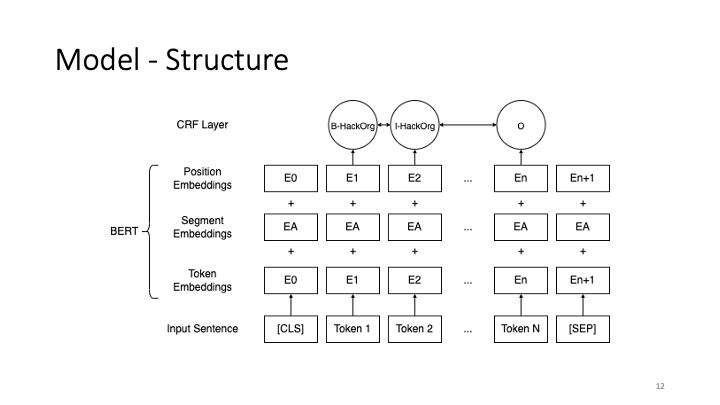 Model - Structure
CRF Layer
B-HackOrg I-HackOrg O
Position
Embeddings
E0 E1 E2 ... En En+1
+ + + + +
BERT
Segment
Embeddings
EA EA EA ... EA EA
+ + + + +
Token
Embeddings
E0 E1 E2 ... En En+1
Input Sentence
[CLS] Token 1 Token 2 ... Token N [SEP]
12